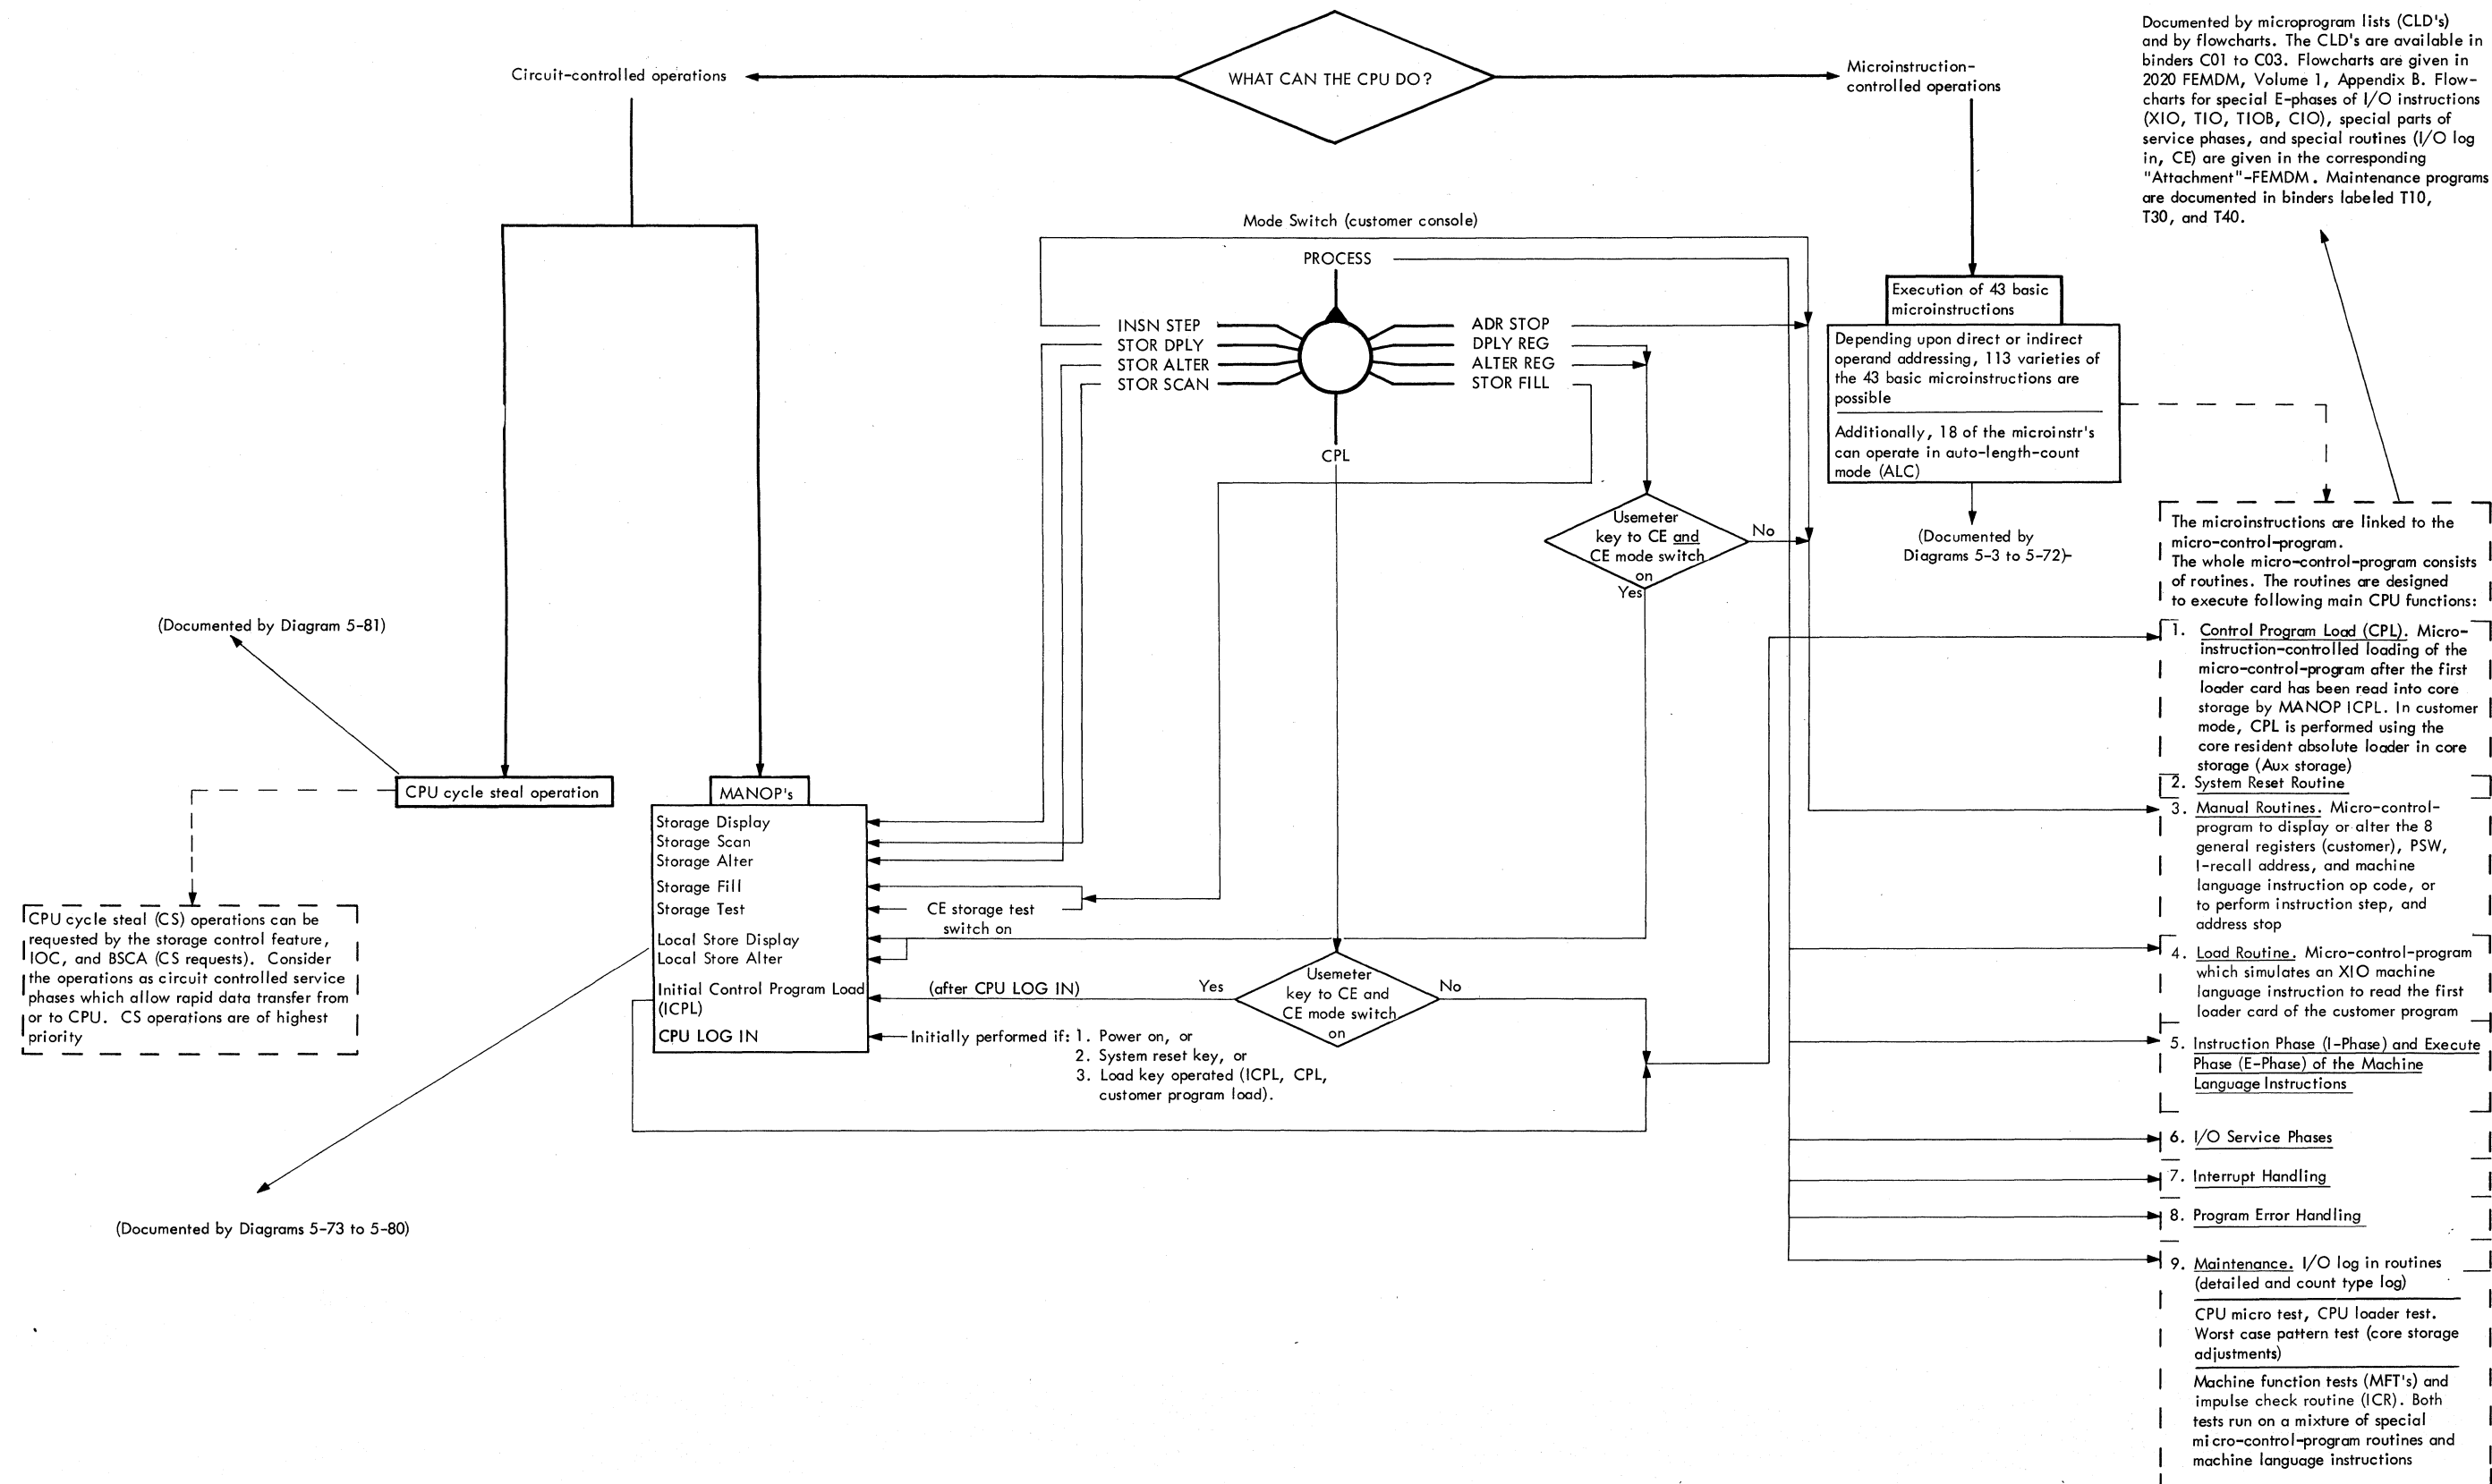 WHAT CAN THE CPU DO?
Circuit-controlled operations
Microinstruction-
controlled operations
Documented by microprogram lists (CLD's)
and by flowcharts. The CLD's are available in
binders C01 to C03. Flowcharts are given in
2020 FEMDM, Volume 1, Appendix B. Flow-
charts for special E-phases of I/O instructions
(XIO, TIO, TIOB, CIO), special parts of
service phases, and special routines (I/O log
in, CE) are given in the corresponding
"Attachment"-FEMDM. Maintenance programs
are documented in binders labeled T10,
T30, and T40.
Mode Switch (customer console)
PROCESS
INSN STEP
STOR DPLY
STOR ALTER
STOR SCAN
ADR STOP
DPLY REG
ALTER REG
STOR FILL
CPL
Execution of 43 basic
microinstructions
Depending upon direct or indirect
operand addressing, 113 varieties of
the 43 basic microinstructions are
possible
Additionally, 18 of the microinstr's
can operate in auto-length-count
mode (ALC)
(Documented by
Diagrams 5-3 to 5-72)
Usemeter
key to CE and
CE mode switch
on
No
Yes
The microinstructions are linked to the
micro-control-program.
The whole micro-control-program consists
of routines. The routines are designed
to execute following main CPU functions:
1. Control Program Load (CPL). Micro-
instruction-controlled loading of the
micro-control-program after the first
loader card has been read into core
storage by MANOP ICPL. In customer
mode, CPL is performed using the
core resident absolute loader in core
storage (Aux storage)
2. System Reset Routine
3. Manual Routines. Micro-control-
program to display or alter the 8
general registers (customer), PSW,
I-recall address, and machine
language instruction op code, or
to perform instruction step, and
address stop
4. Load Routine. Micro-control-program
which simulates an XIO machine
language instruction to read the first
loader card of the customer program
5. Instruction Phase (I-Phase) and Execute
Phase (E-Phase) of the Machine
Language Instructions
6. I/O Service Phases
7. Interrupt Handling
8. Program Error Handling
9. Maintenance. I/O log in routines
(detailed and count type log)
CPU micro test, CPU loader test.
Worst case pattern test (core storage
adjustments)
Machine function tests (MFT's) and
impulse check routine (ICR). Both
tests run on a mixture of special
micro-control-program routines and
machine language instructions
(Documented by Diagram 5-81)
CPU cycle steal operation
CPU cycle steal (CS) operations can be
requested by the storage control feature,
IOC, and BSCA (CS requests). Consider
the operations as circuit controlled service
phases which allow rapid data transfer from
or to CPU. CS operations are of highest
priority
MANOP's
Storage Display
Storage Scan
Storage Alter
Storage Fill
Storage Test
Local Store Display
Local Store Alter
Initial Control Program Load
(ICPL)
CPU LOG IN
CE storage test
switch on
(after CPU LOG IN)
Yes
Usemeter
key to CE and
CE mode switch
on
No
Initially performed if: 1. Power on, or
2. System reset key, or
3. Load key operated (ICPL, CPL,
customer program load).
(Documented by Diagrams 5-73 to 5-80)